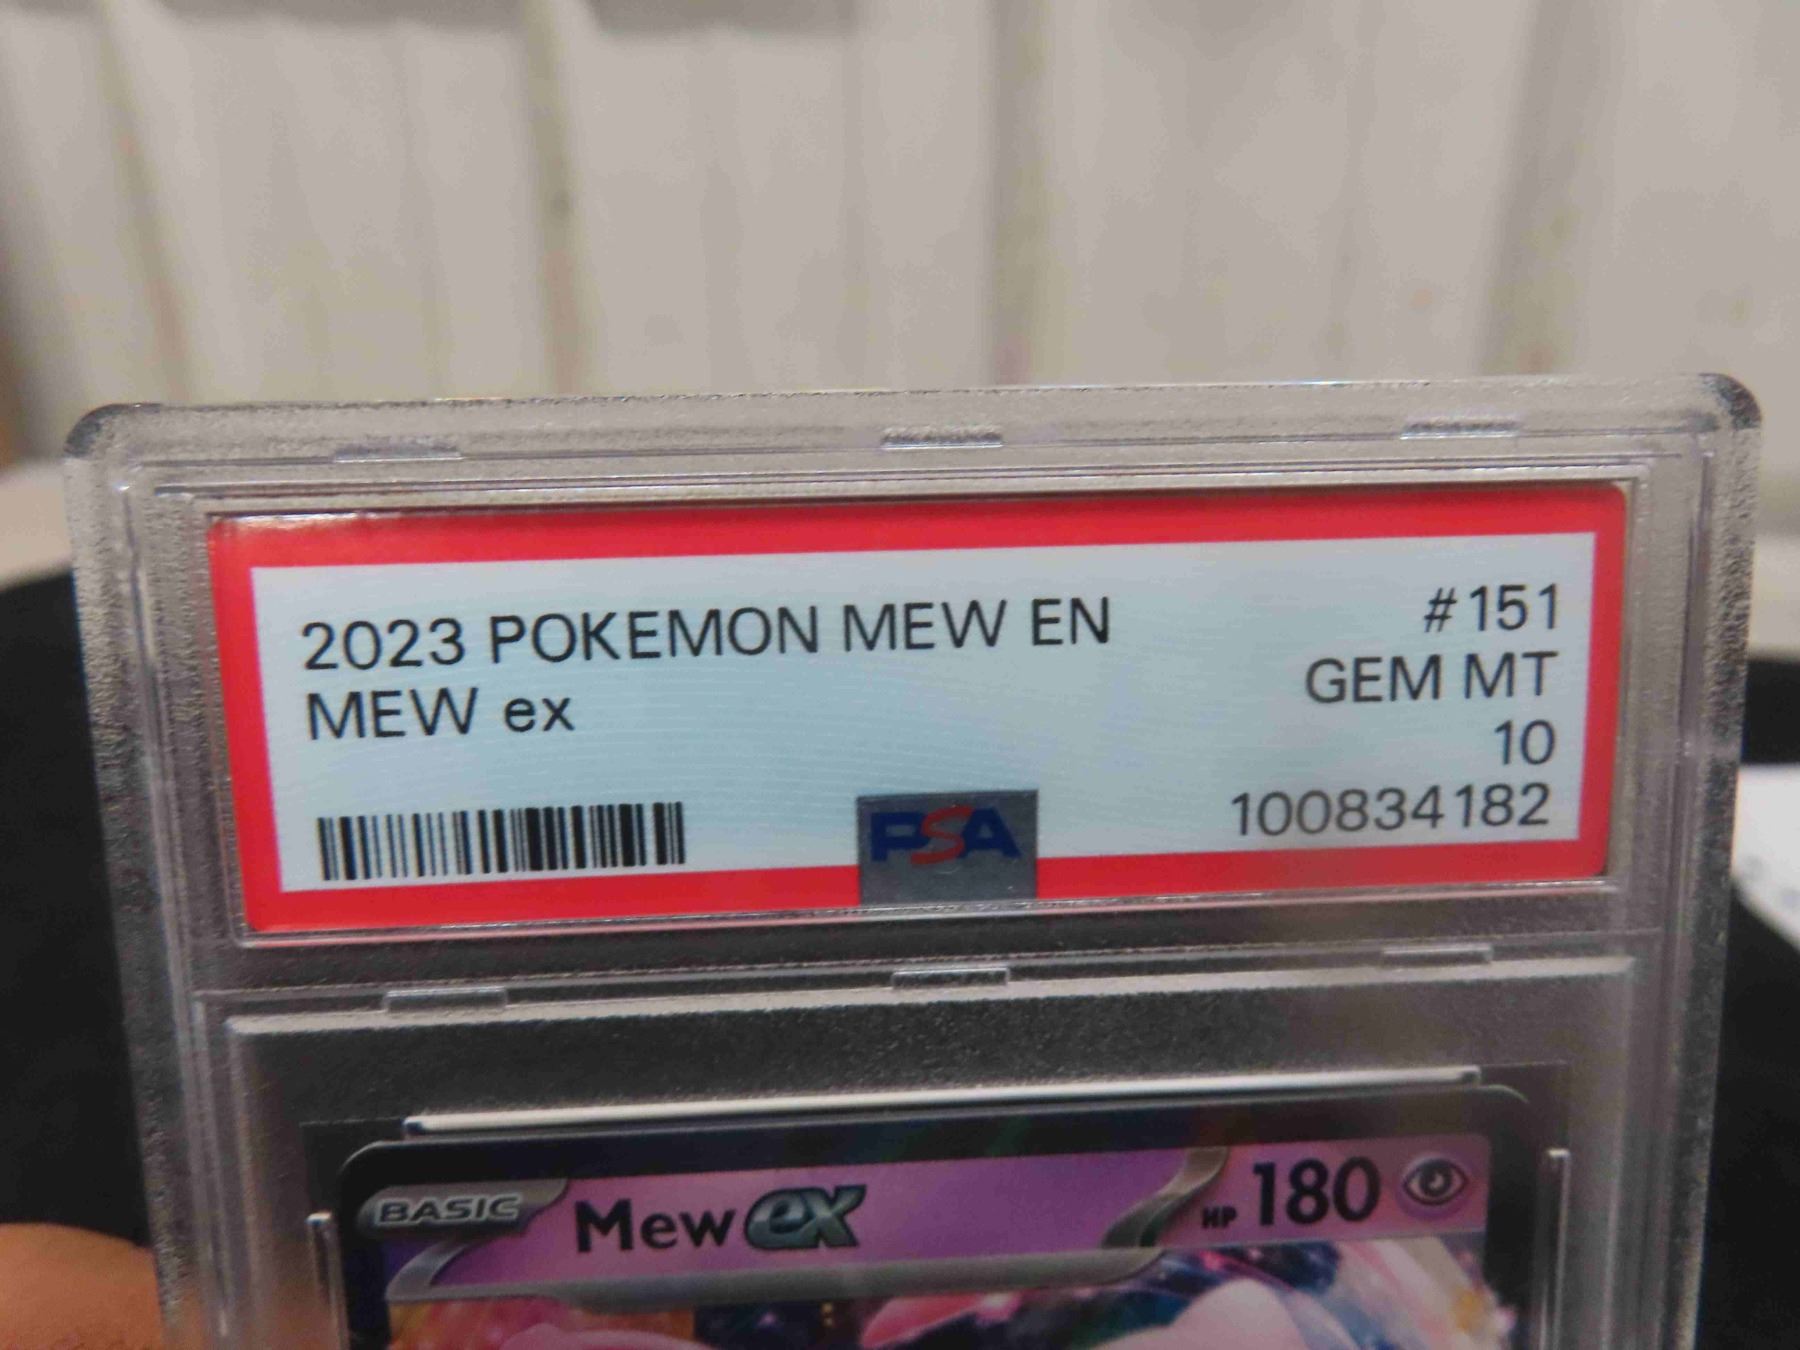 2023 POKEMON MEW EN #151
MEW ex GEM MT
10
PSA 100834182
BASIC Mew ex HP 180